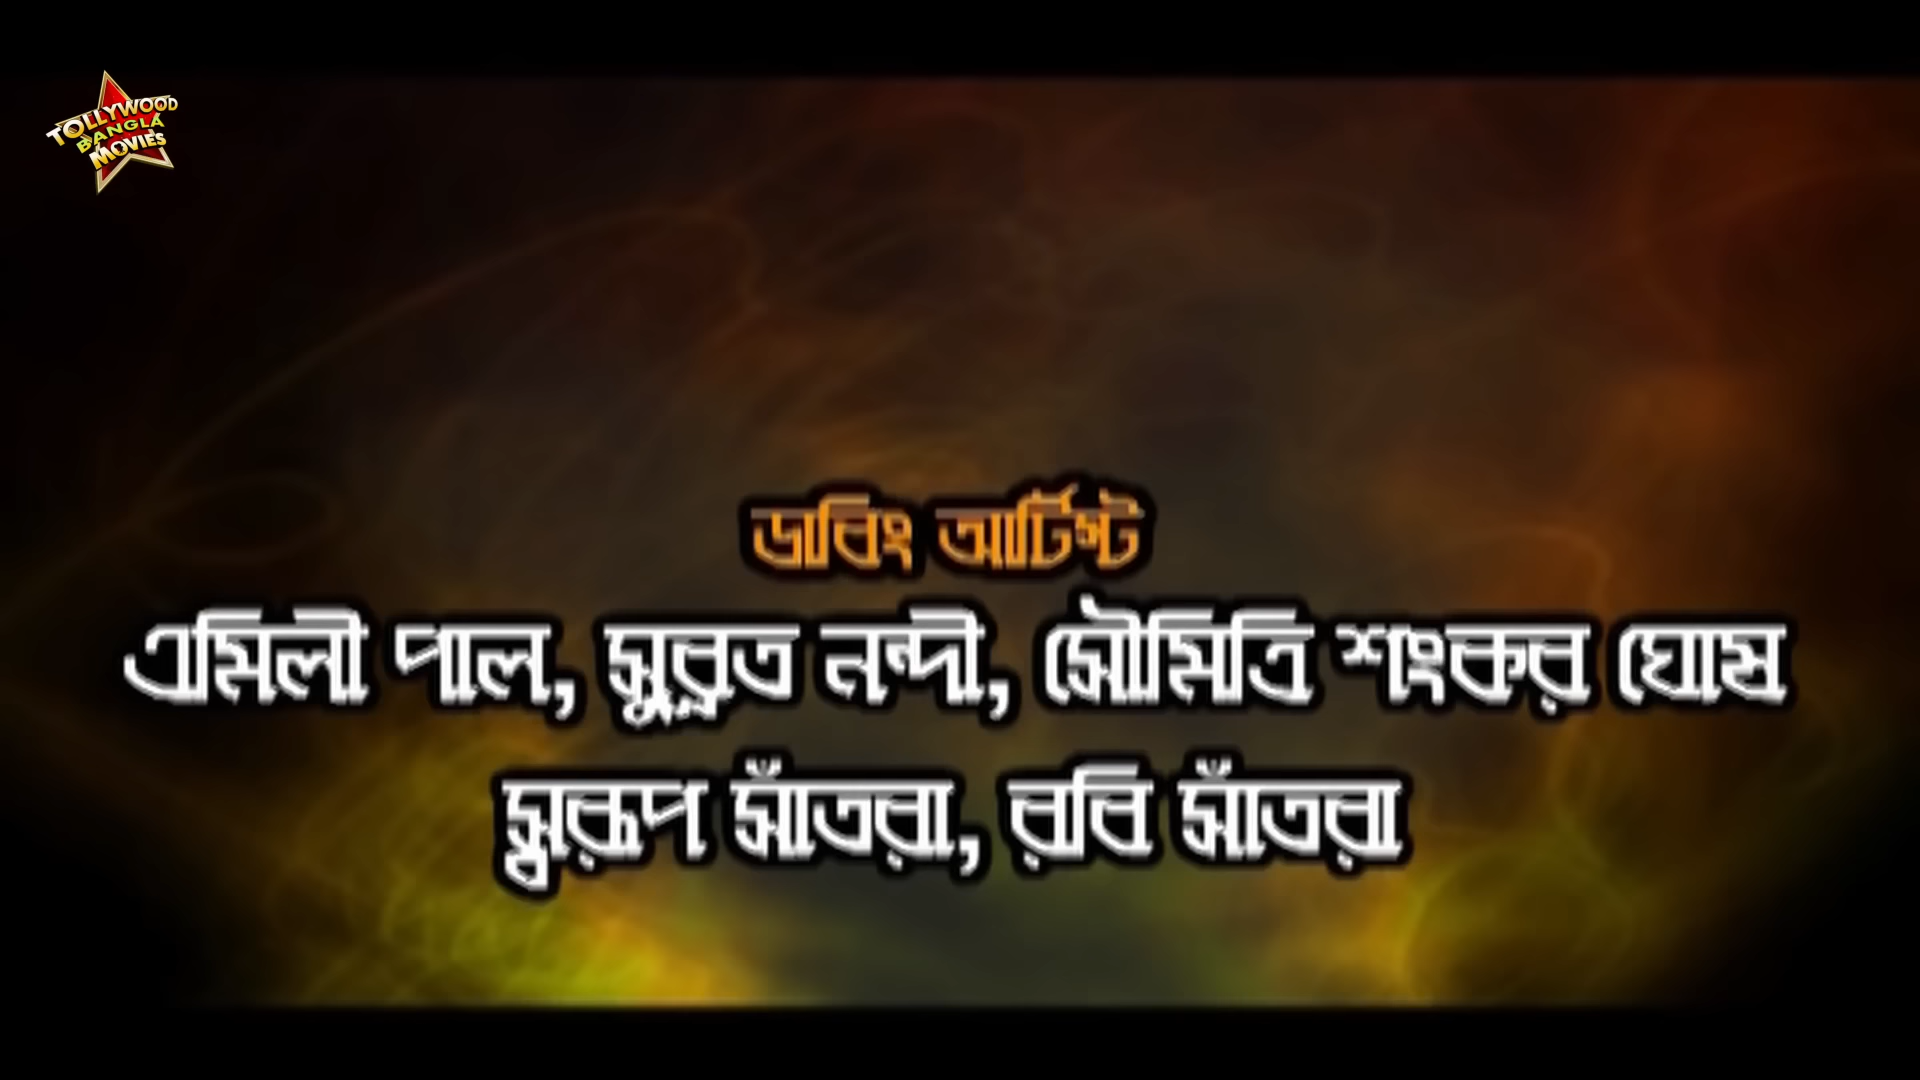 TOLLYWOOD
BANGLA
MOVIES
ডাবিং আর্টিস্ট
এমিলী পাল, সুব্রত নন্দী, সৌমিত্রি শংকর ঘোষ
স্বরূপ সাঁতরা, রবি সাঁতরা